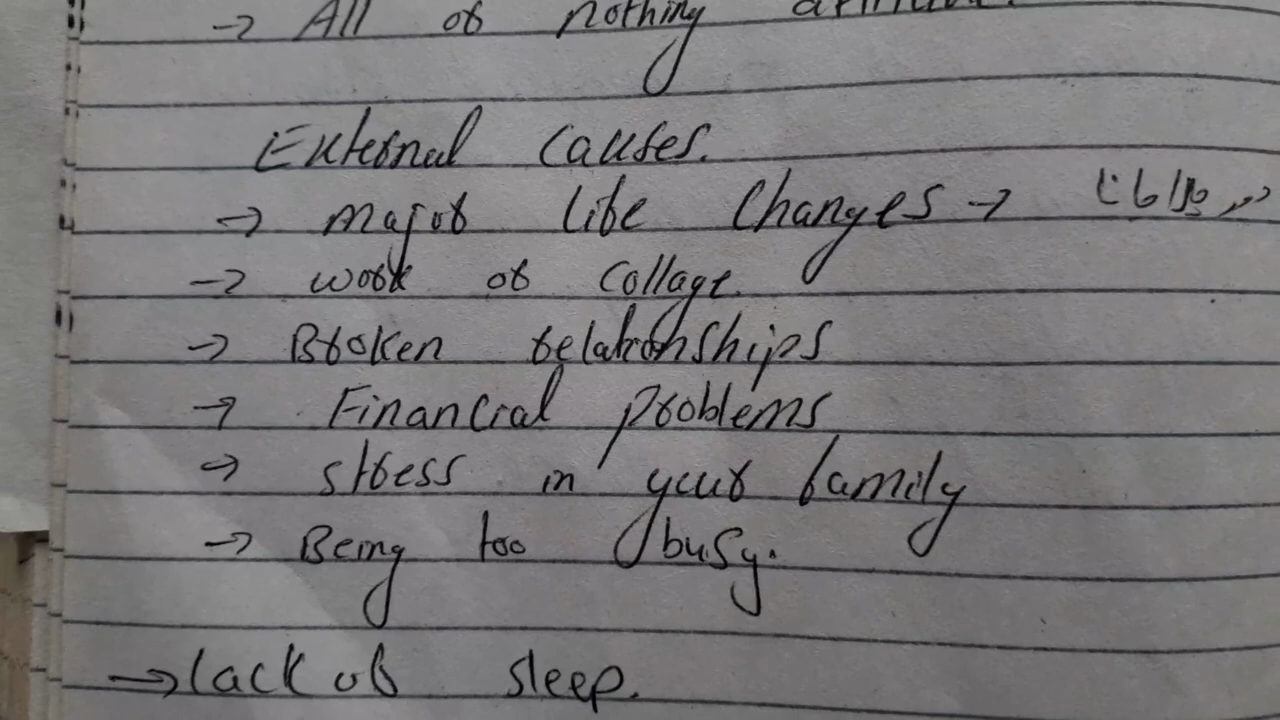 → All or nothing attitude.
External causes.
→ Major life changes →
→ work or collage.
→ Broken relationships
→ Financial problems
→ stress in your family
→ Being too busy.
→ lack of sleep.